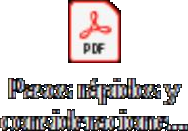 PDF
Pasos rápidos y
consideracione...